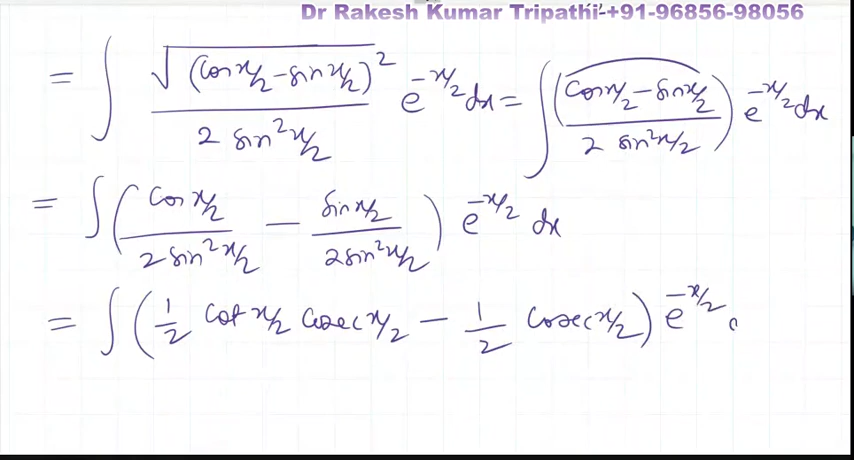 Dr Rakesh Kumar Tripathi-+91-96856-98056
= ∫ √(cos x/2 - sin x/2)² / 2 sin² x/2 e^(-x/2) dx = ∫ ((cos x/2 - sin x/2) / 2 sin² x/2) e^(-x/2) dx
= ∫ (cos x/2 / 2 sin² x/2 - sin x/2 / 2 sin² x/2) e^(-x/2) dx
= ∫ (1/2 cot x/2 cosec x/2 - 1/2 cosec x/2) e^(-x/2)